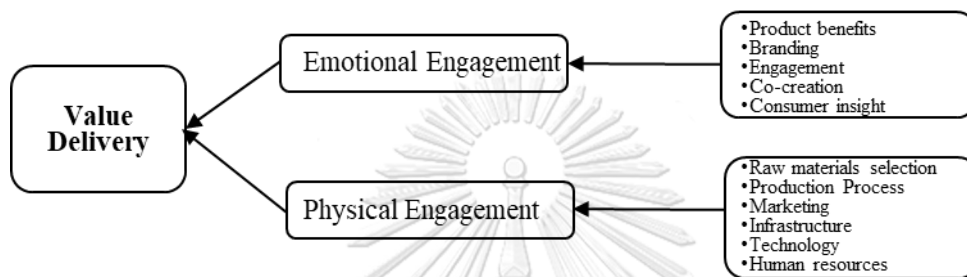 Value
Delivery
Emotional Engagement
•Product benefits
•Branding
•Engagement
•Co-creation
•Consumer insight
Physical Engagement
•Raw materials selection
•Production Process
•Marketing
•Infrastructure
•Technology
•Human resources